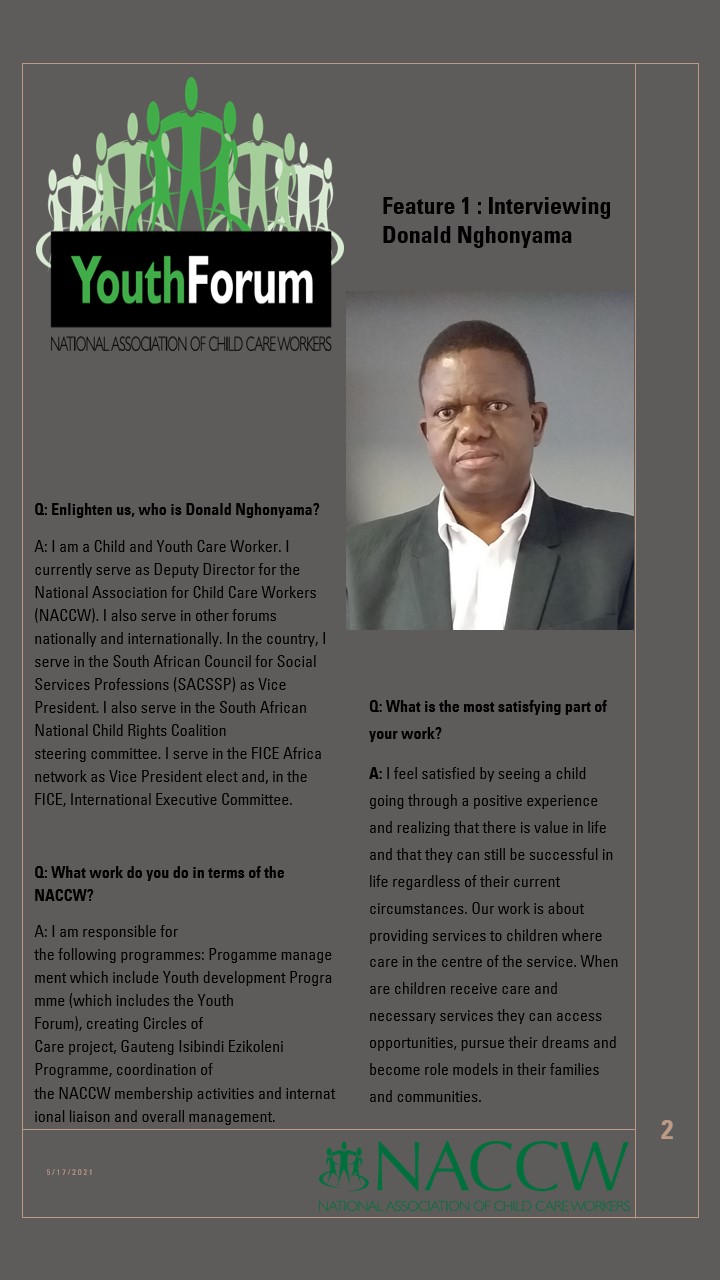 YouthForum
NATIONAL ASSOCIATION OF CHILD CARE WORKERS
Feature 1 : Interviewing
Donald Nghonyama
Q: Enlighten us, who is Donald Nghonyama?
A: I am a Child and Youth Care Worker. I
currently serve as Deputy Director for the
National Association for Child Care Workers
(NACCW). I also serve in other forums
nationally and internationally. In the country, I
serve in the South African Council for Social
Services Professions (SACSSP) as Vice
President. I also serve in the South African
National Child Rights Coalition
steering committee. I serve in the FICE Africa
network as Vice President elect and, in the
FICE, International Executive Committee.
Q: What work do you do in terms of the
NACCW?
A: I am responsible for
the following programmes: Progamme manage
ment which include Youth development Progra
mme (which includes the Youth
Forum), creating Circles of
Care project, Gauteng Isibindi Ezikoleni
Programme, coordination of
the NACCW membership activities and internat
ional liaison and overall management.
Q: What is the most satisfying part of
your work?
A: I feel satisfied by seeing a child
going through a positive experience
and realizing that there is value in life
and that they can still be successful in
life regardless of their current
circumstances. Our work is about
providing services to children where
care in the centre of the service. When
are children receive care and
necessary services they can access
opportunities, pursue their dreams and
become role models in their families
and communities.
2
5/17/2021
NACCW
NATIONAL ASSOCIATION OF CHILD CARE WORKERS